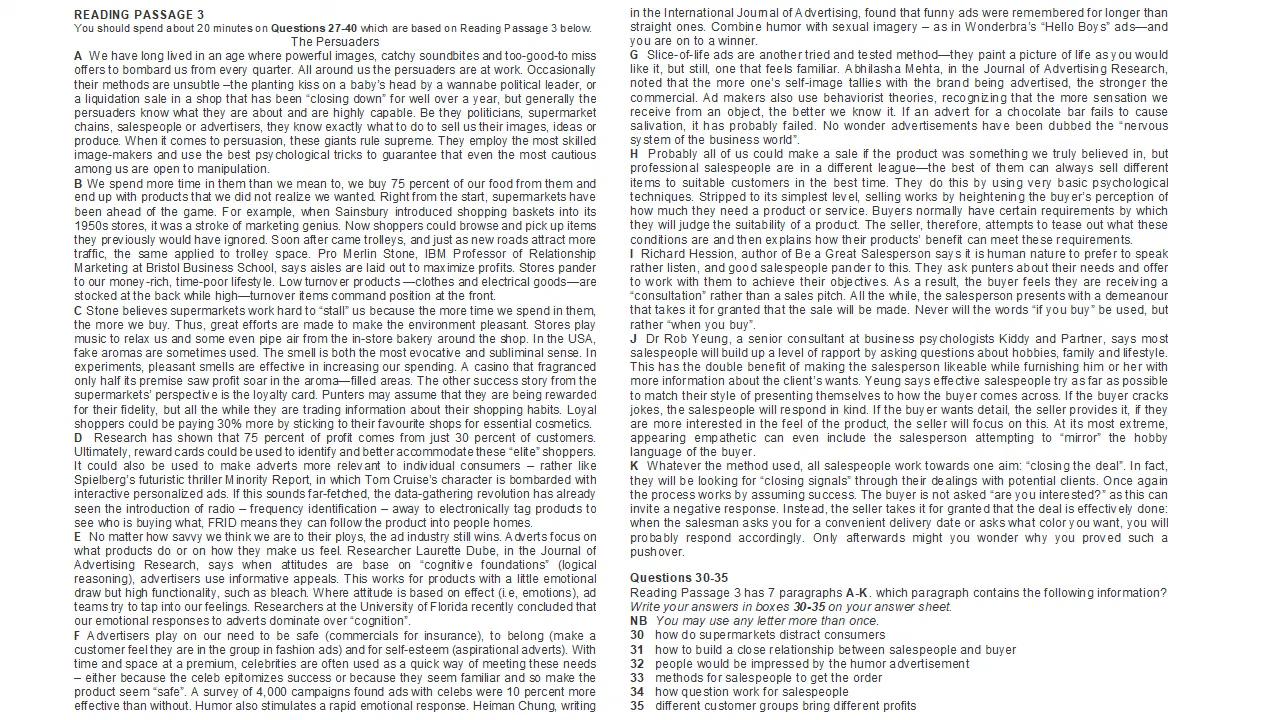 READING PASSAGE 3
You should spend about 20 minutes on Questions 27-40 which are based on Reading Passage 3 below.
The Persuaders
A We have long lived in an age where powerful images, catchy soundbites and too-good-to miss
offers to bombard us from every quarter. All around us the persuaders are at work. Occasionally
their methods are unsubtle –the planting kiss on a baby's head by a wannabe political leader, or
a liquidation sale in a shop that has been “closing down” for well over a year, but generally the
persuaders know what they are about and are highly capable. Be they politicians, supermarket
chains, salespeople or advertisers, they know exactly what to do to sell us their images, ideas or
produce. When it comes to persuasion, these giants rule supreme. They employ the most skilled
image-makers and use the best psychological tricks to guarantee that even the most cautious
among us are open to manipulation.
B We spend more time in them than we mean to, we buy 75 percent of our food from them and
end up with products that we did not realize we wanted. Right from the start, supermarkets have
been ahead of the game. For example, when Sainsbury introduced shopping baskets into its
1950s stores, it was a stroke of marketing genius. Now shoppers could browse and pick up items
they previously would have ignored. Soon after came trolleys, and just as new roads attract more
traffic, the same applied to trolley space. Pro Merlin Stone, IBM Professor of Relationship
Marketing at Bristol Business School, says aisles are laid out to maximize profits. Stores pander
to our money-rich, time-poor lifestyle. Low turnover products —clothes and electrical goods—are
stocked at the back while high—turnover items command position at the front.
C Stone believes supermarkets work hard to “stall” us because the more time we spend in them,
the more we buy. Thus, great efforts are made to make the environment pleasant. Stores play
music to relax us and some even pipe air from the in-store bakery around the shop. In the USA,
fake aromas are sometimes used. The smell is both the most evocative and subliminal sense. In
experiments, pleasant smells are effective in increasing our spending. A casino that fragranced
only half its premise saw profit soar in the aroma—filled areas. The other success story from the
supermarkets' perspective is the loyalty card. Punters may assume that they are being rewarded
for their fidelity, but all the while they are trading information about their shopping habits. Loyal
shoppers could be paying 30% more by sticking to their favourite shops for essential cosmetics.
D Research has shown that 75 percent of profit comes from just 30 percent of customers.
Ultimately, reward cards could be used to identify and better accommodate these “elite” shoppers.
It could also be used to make adverts more relevant to individual consumers – rather like
Spielberg's futuristic thriller Minority Report, in which Tom Cruise's character is bombarded with
interactive personalized ads. If this sounds far-fetched, the data-gathering revolution has already
seen the introduction of radio – frequency identification – away to electronically tag products to
see who is buying what, FRID means they can follow the product into people homes.
E No matter how savvy we think we are to their ploys, the ad industry still wins. Adverts focus on
what products do or on how they make us feel. Researcher Laurette Dube, in the Journal of
Advertising Research, says when attitudes are base on “cognitive foundations” (logical
reasoning), advertisers use informative appeals. This works for products with a little emotional
draw but high functionality, such as bleach. Where attitude is based on effect (i.e, emotions), ad
teams try to tap into our feelings. Researchers at the University of Florida recently concluded that
our emotional responses to adverts dominate over “cognition”.
F Advertisers play on our need to be safe (commercials for insurance), to belong (make a
customer feel they are in the group in fashion ads) and for self-esteem (aspirational adverts). With
time and space at a premium, celebrities are often used as a quick way of meeting these needs
– either because the celeb epitomizes success or because they seem familiar and so make the
product seem “safe”. A survey of 4,000 campaigns found ads with celebs were 10 percent more
effective than without. Humor also stimulates a rapid emotional response. Heiman Chung, writing
in the International Journal of Advertising, found that funny ads were remembered for longer than
straight ones. Combine humor with sexual imagery – as in Wonderbra's “Hello Boys” ads—and
you are on to a winner.
G Slice-of-life ads are another tried and tested method—they paint a picture of life as you would
like it, but still, one that feels familiar. Abhilasha Mehta, in the Journal of Advertising Research,
noted that the more one's self-image tallies with the brand being advertised, the stronger the
commercial. Ad makers also use behaviorist theories, recognizing that the more sensation we
receive from an object, the better we know it. If an advert for a chocolate bar fails to cause
salivation, it has probably failed. No wonder advertisements have been dubbed the “nervous
system of the business world”.
H Probably all of us could make a sale if the product was something we truly believed in, but
professional salespeople are in a different league—the best of them can always sell different
items to suitable customers in the best time. They do this by using very basic psychological
techniques. Stripped to its simplest level, selling works by heightening the buyer's perception of
how much they need a product or service. Buyers normally have certain requirements by which
they will judge the suitability of a product. The seller, therefore, attempts to tease out what these
conditions are and then explains how their products' benefit can meet these requirements.
I Richard Hession, author of Be a Great Salesperson says it is human nature to prefer to speak
rather listen, and good salespeople pander to this. They ask punters about their needs and offer
to work with them to achieve their objectives. As a result, the buyer feels they are receiving a
“consultation” rather than a sales pitch. All the while, the salesperson presents with a demeanour
that takes it for granted that the sale will be made. Never will the words “if you buy” be used, but
rather “when you buy”.
J Dr Rob Yeung, a senior consultant at business psychologists Kiddy and Partner, says most
salespeople will build up a level of rapport by asking questions about hobbies, family and lifestyle.
This has the double benefit of making the salesperson likeable while furnishing him or her with
more information about the client's wants. Yeung says effective salespeople try as far as possible
to match their style of presenting themselves to how the buyer comes across. If the buyer cracks
jokes, the salespeople will respond in kind. If the buyer wants detail, the seller provides it, if they
are more interested in the feel of the product, the seller will focus on this. At its most extreme,
appearing empathetic can even include the salesperson attempting to “mirror” the hobby
language of the buyer.
K Whatever the method used, all salespeople work towards one aim: “closing the deal”. In fact,
they will be looking for “closing signals” through their dealings with potential clients. Once again
the process works by assuming success. The buyer is not asked “are you interested?” as this can
invite a negative response. Instead, the seller takes it for granted that the deal is effectively done:
when the salesman asks you for a convenient delivery date or asks what color you want, you will
probably respond accordingly. Only afterwards might you wonder why you proved such a
pushover.
Questions 30-35
Reading Passage 3 has 7 paragraphs A-K. which paragraph contains the following information?
Write your answers in boxes 30-35 on your answer sheet.
NB You may use any letter more than once.
30 how do supermarkets distract consumers
31 how to build a close relationship between salespeople and buyer
32 people would be impressed by the humor advertisement
33 methods for salespeople to get the order
34 how question work for salespeople
35 different customer groups bring different profits